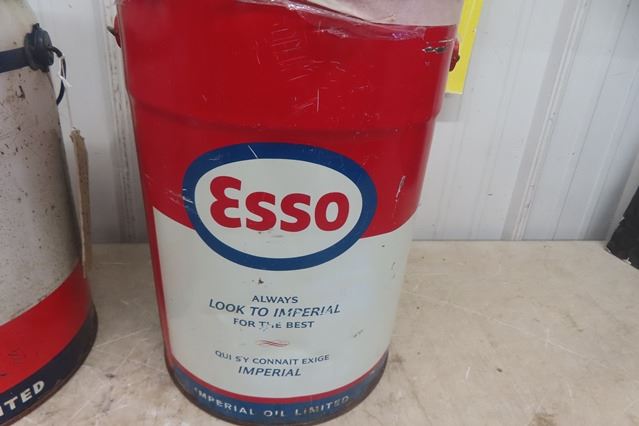 Esso
ALWAYS
LOOK TO IMPERIAL
FOR THE BEST
QUI S'Y CONNAIT EXIGE
IMPERIAL
IMPERIAL OIL LIMITED
ITED